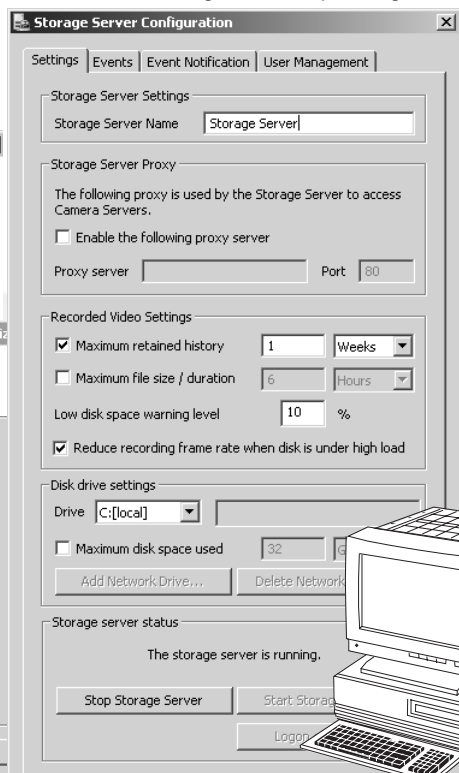 Storage Server Configuration
Settings Events Event Notification User Management
Storage Server Settings
Storage Server Name Storage Server
Storage Server Proxy
The following proxy is used by the Storage Server to access
Camera Servers.
Enable the following proxy server
Proxy server Port 80
Recorded Video Settings
Maximum retained history 1 Weeks
Maximum file size / duration 6 Hours
Low disk space warning level 10 %
Reduce recording frame rate when disk is under high load
Disk drive settings
Drive C:[local]
Maximum disk space used 32
Add Network Drive... Delete Network
Storage server status
The storage server is running.
Stop Storage Server Start
Logon